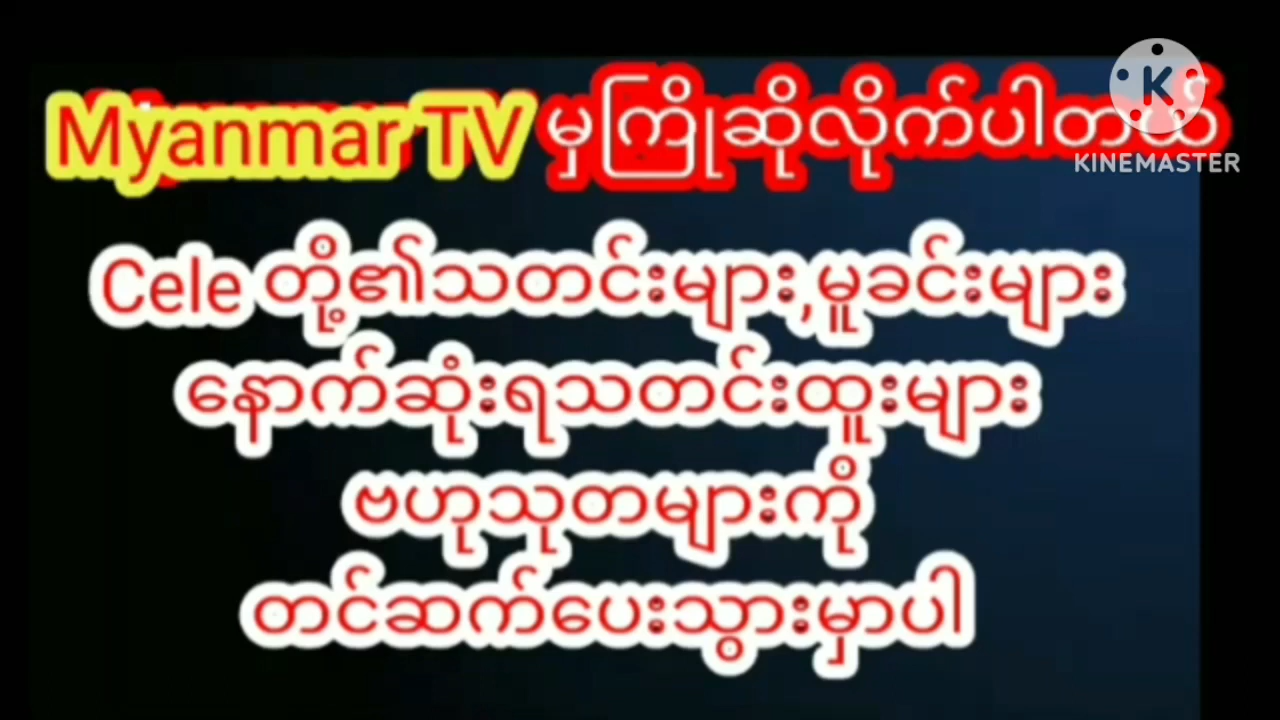 Myanmar TV မှကြိုဆိုလိုက်ပါတယ်
K
KINEMASTER
Cele တို့၏သတင်းများ,မူခင်းများ
နောက်ဆုံးရသတင်းထူးများ
ဗဟုသုတများကို
တင်ဆက်ပေးသွားမှာပါ